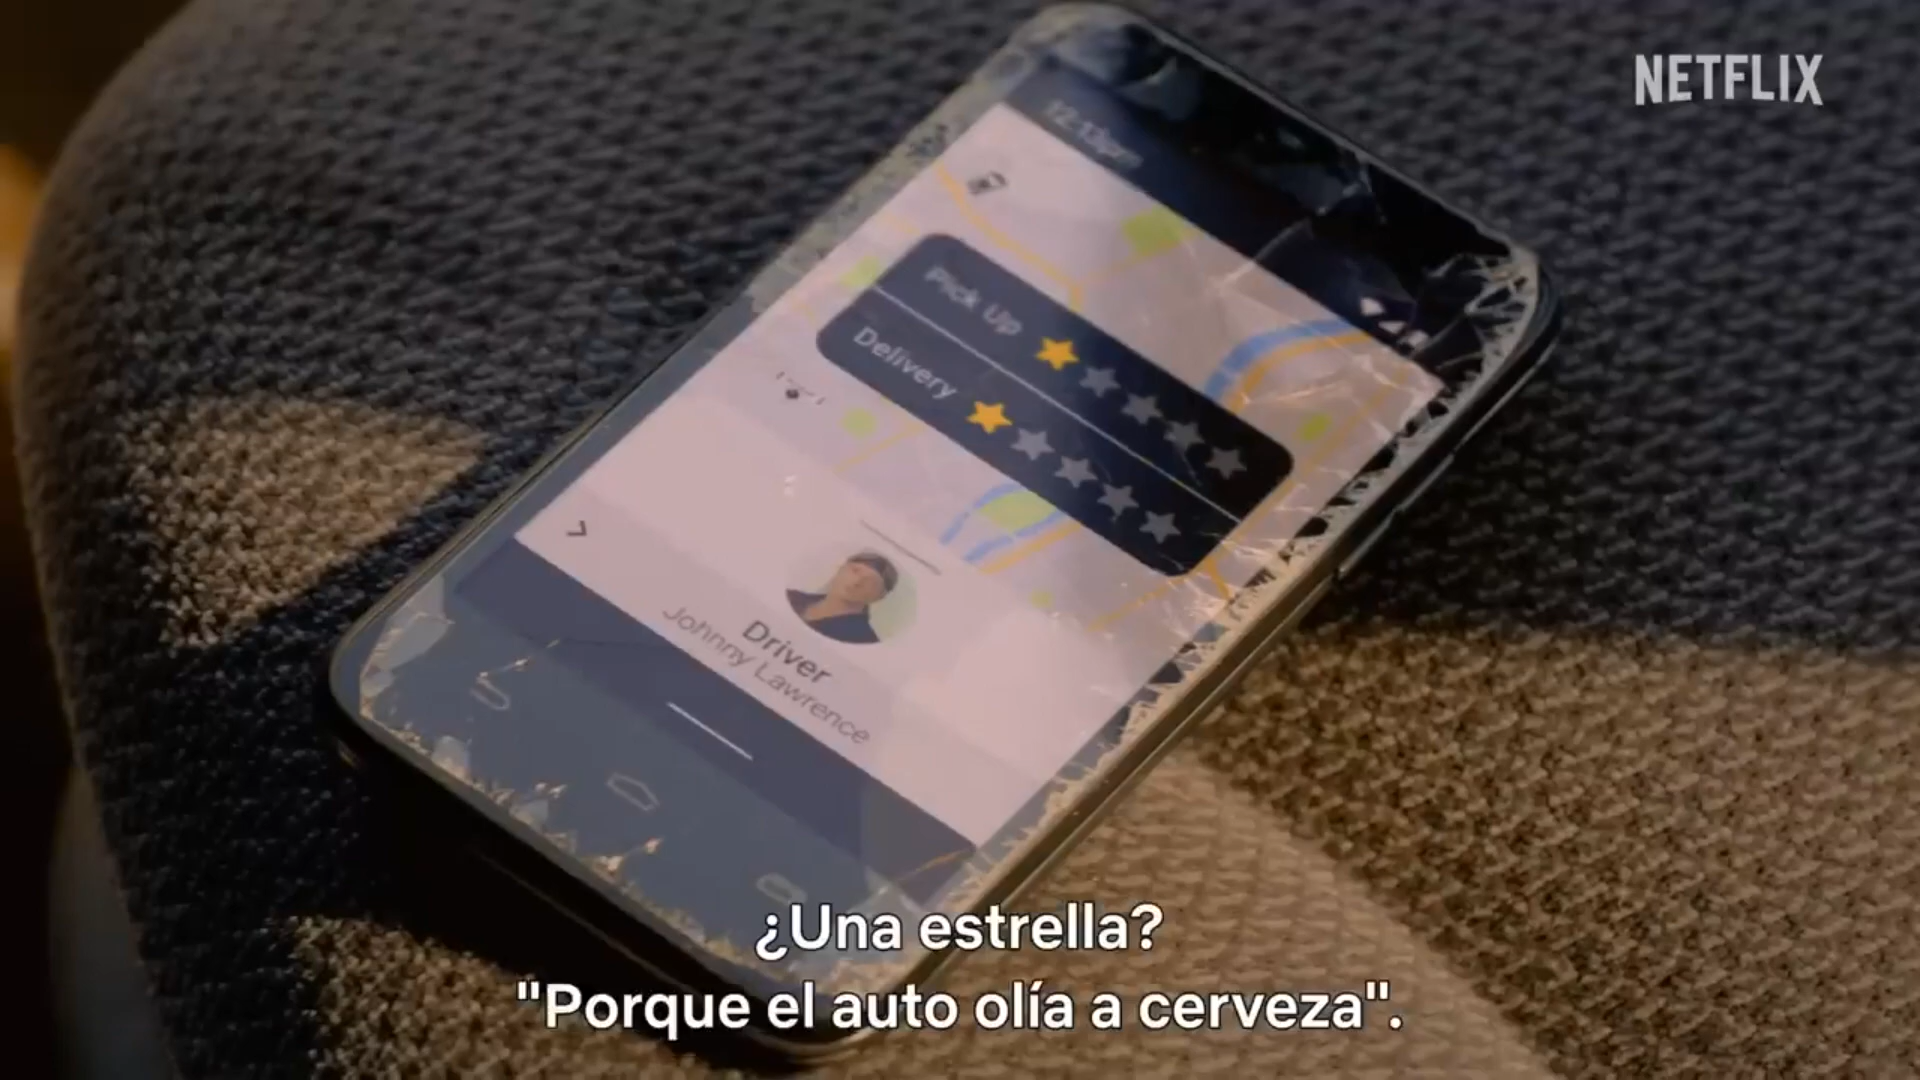 NETFLIX
Pick Up
Delivery
Driver
Johnny Lawrence
¿Una estrella?
"Porque el auto olía a cerveza".